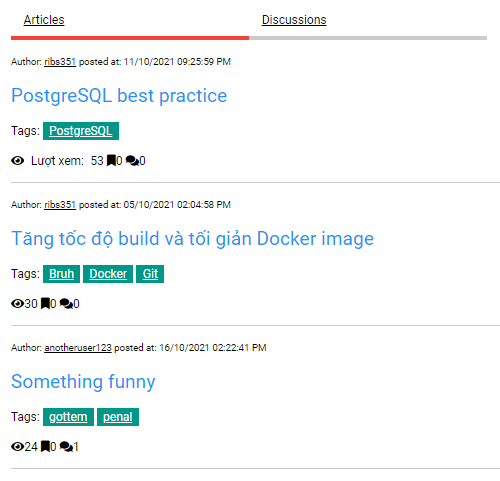 Articles Discussions
Author: ribs351 posted at: 11/10/2021 09:25:59 PM
PostgreSQL best practice
Tags: PostgreSQL
Lượt xem: 53 0 0
Author: ribs351 posted at: 05/10/2021 02:04:58 PM
Tăng tốc độ build và tối giản Docker image
Tags: Bruh Docker Git
30 0 0
Author: anotheruser123 posted at: 16/10/2021 02:22:41 PM
Something funny
Tags: gottem penal
24 0 1